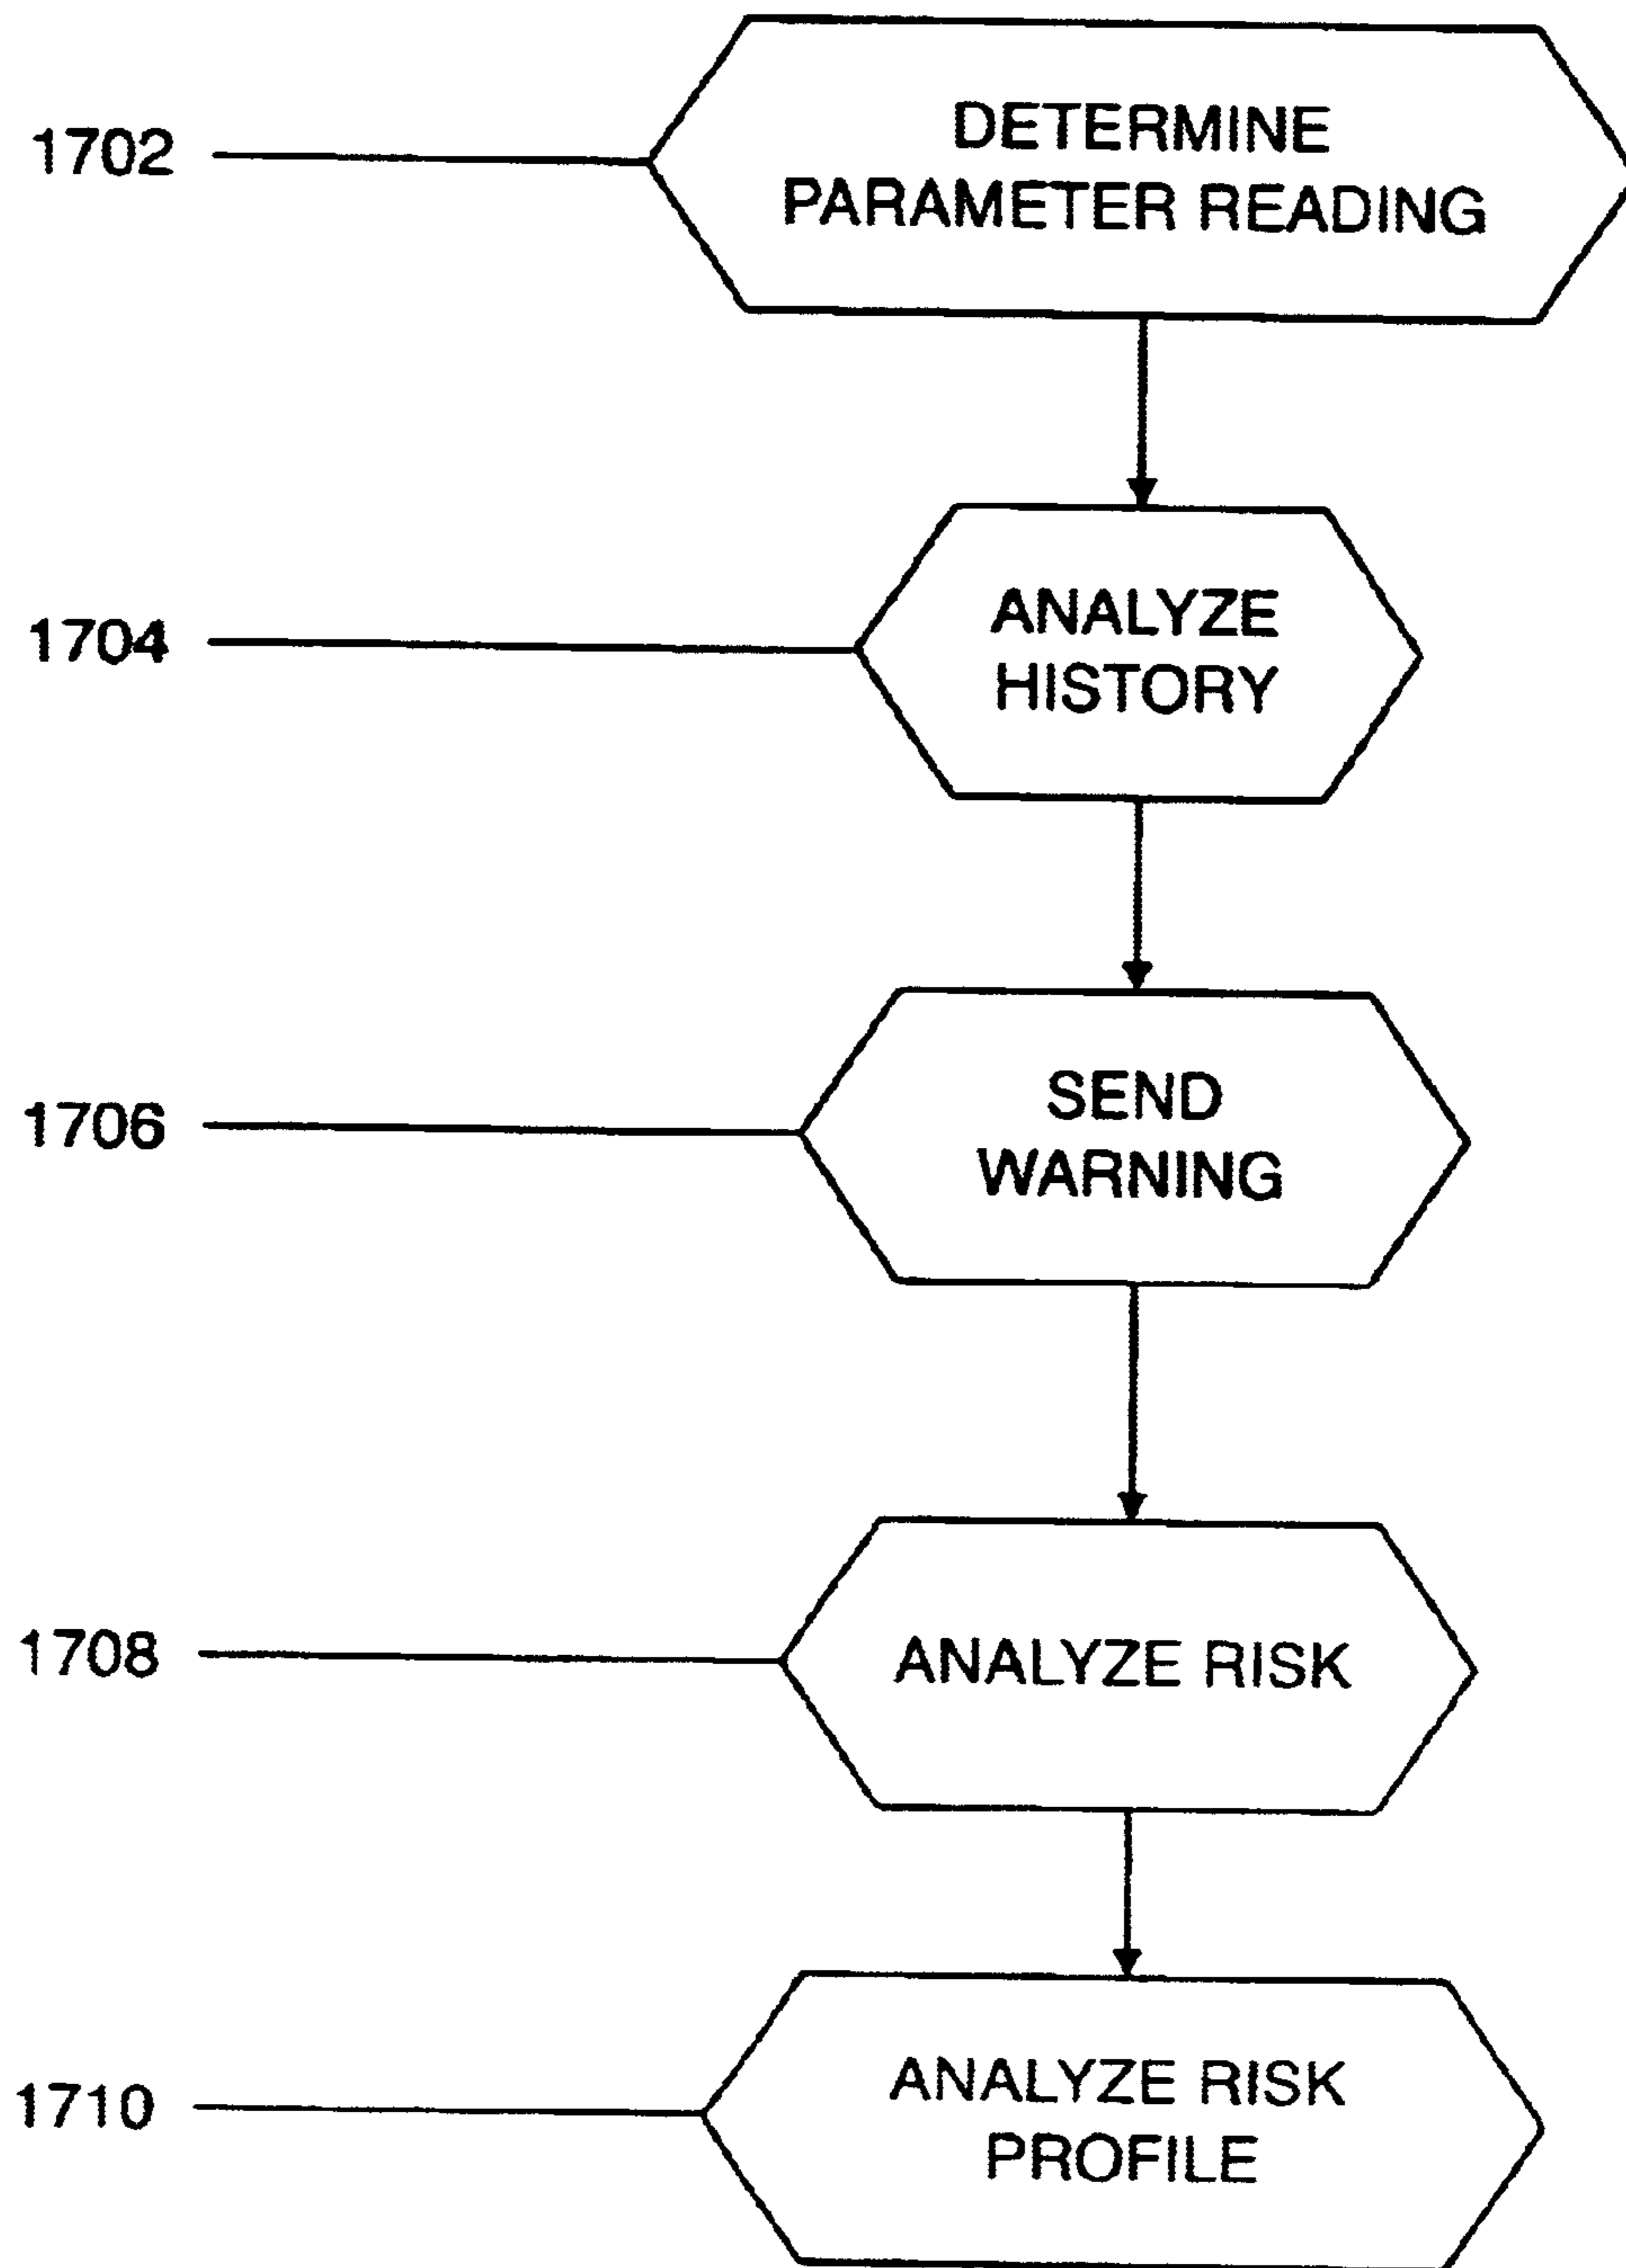 1702
DETERMINE
PARAMETER READING
1704
ANALYZE
HISTORY
1706
SEND
WARNING
1708
ANALYZE RISK
1710
ANALYZE RISK
PROFILE